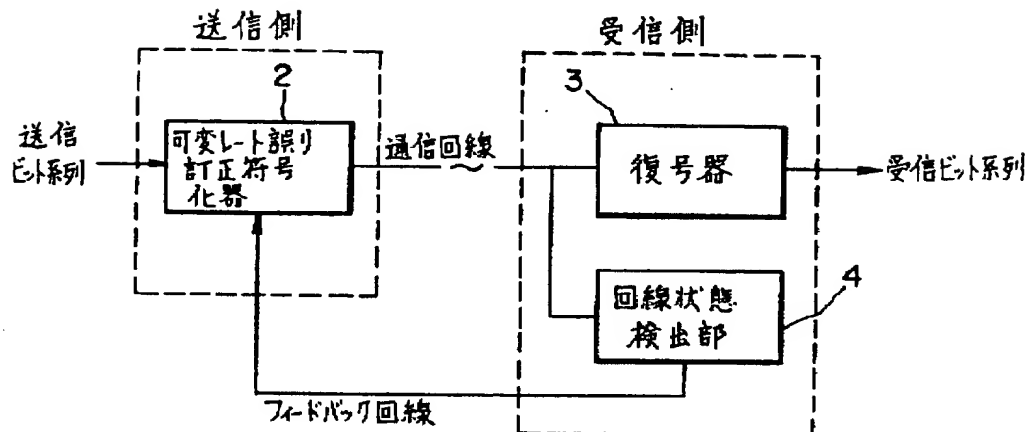 送信側
受信側
2
3
送信
ビット系列
可変レート誤り
訂正符号
化器
通信回線
復号器
受信ビット系列
回線状態
検出部
4
フィードバック回線